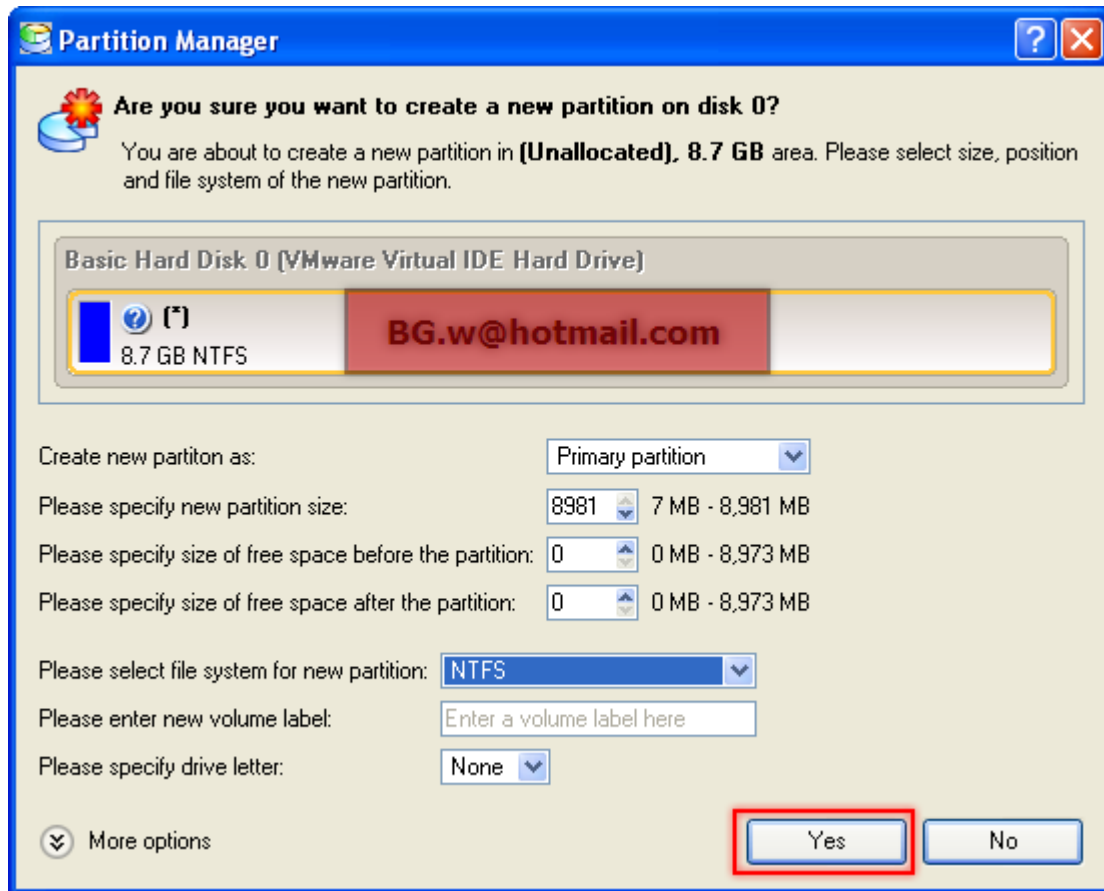 Partition Manager
Are you sure you want to create a new partition on disk 0?
You are about to create a new partition in (Unallocated), 8.7 GB area. Please select size, position
and file system of the new partition.
Basic Hard Disk 0 (VMware Virtual IDE Hard Drive)
(*)
8.7 GB NTFS
BG.w@hotmail.com
Create new partiton as: Primary partition
Please specify new partition size: 8981 7 MB - 8,981 MB
Please specify size of free space before the partition: 0 0 MB - 8,973 MB
Please specify size of free space after the partition: 0 0 MB - 8,973 MB
Please select file system for new partition: NTFS
Please enter new volume label: Enter a volume label here
Please specify drive letter: None
More options Yes No